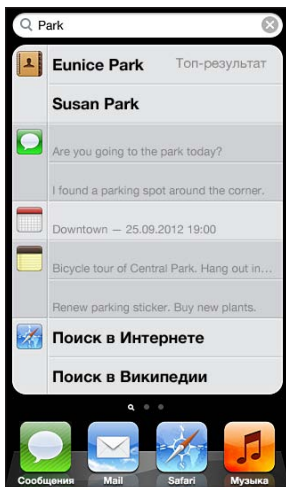 Park
Eunice Park Топ-результат
Susan Park
Are you going to the park today?
I found a parking spot around the corner.
Downtown — 25.09.2012 19:00
Bicycle tour of Central Park. Hang out in...
Renew parking sticker. Buy new plants.
Поиск в Интернете
Поиск в Википедии
Сообщения Mail Safari Музыка